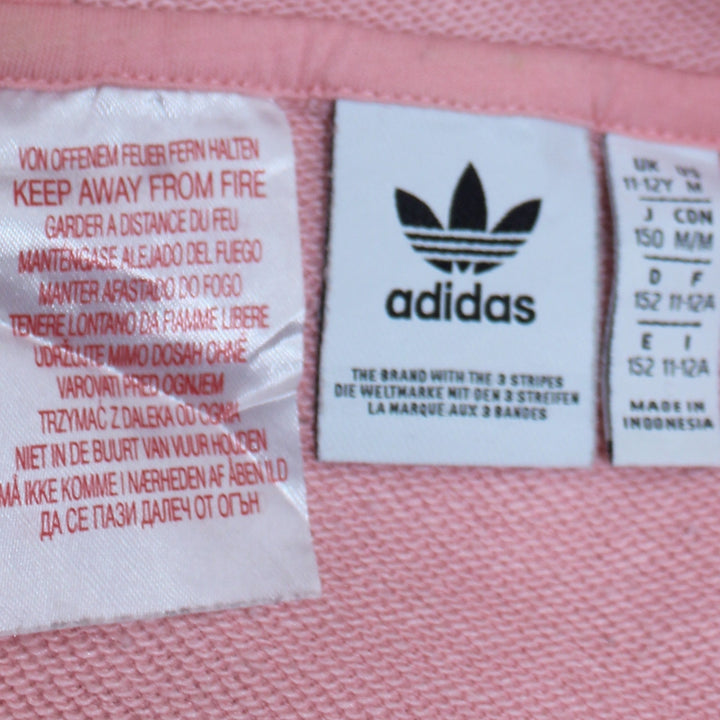 VON OFFENEM FEUER FERN HALTEN
KEEP AWAY FROM FIRE
GARDER A DISTANCE DU FEU
MANTENGASE ALEJADO DEL FUEGO
MANTER AFASTADO DO FOGO
TENERE LONTANO DA FIAMME LIBERE
UDRŽUJTE MIMO DOSAH OHNĚ
VAROVATI PRED OGNJEM
TRZYMAĆ Z DALEKA OD OGNIA
NIET IN DE BUURT VAN VUUR HOUDEN
MÅ IKKE KOMME I NÆRHEDEN AF ÅBEN ILD
ДА СЕ ПАЗИ ДАЛЕЧ ОТ ОГЪН
adidas
THE BRAND WITH THE 3 STRIPES
DIE WELTMARKE MIT DEN 3 STREIFEN
LA MARQUE AUX 3 BANDES
UK US
11-12Y M
J CDN
150 M/M
D F
152 11-12A
E I
152 11-12A
MADE IN
INDONESIA